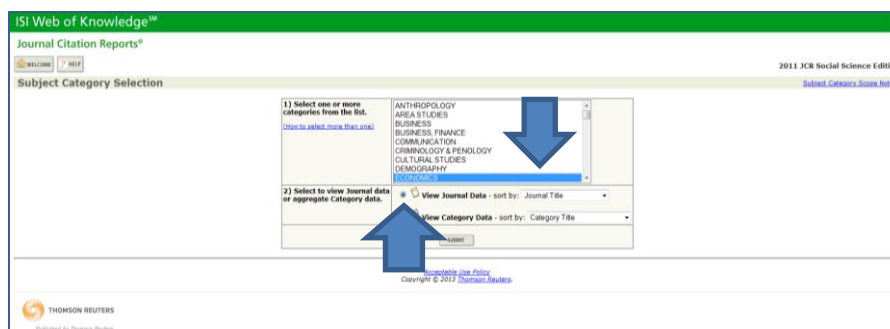 ISI Web of Knowledge℠
Journal Citation Reports®
WELCOME ? HELP
2011 JCR Social Science Editi
Subject Category Selection
Subject Category Scope Not
1) Select one or more
categories from the list.
(How to select more than one)
ANTHROPOLOGY
AREA STUDIES
BUSINESS
BUSINESS, FINANCE
COMMUNICATION
CRIMINOLOGY & PENOLOGY
CULTURAL STUDIES
DEMOGRAPHY
ECONOMICS
2) Select to view Journal data
or aggregate Category data.
View Journal Data - sort by: Journal Title
View Category Data - sort by: Category Title
SUBMIT
Acceptable Use Policy
Copyright © 2013 Thomson Reuters.
THOMSON REUTERS
Published by Thomson Reuters